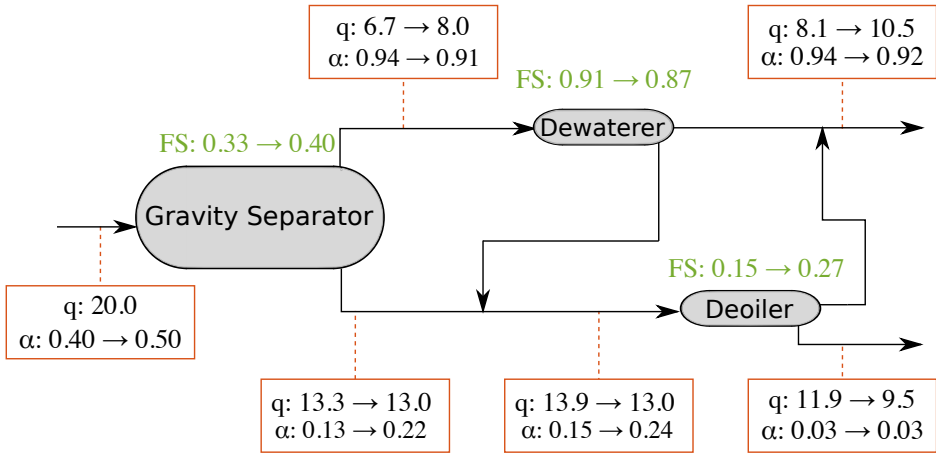 q: 6.7 → 8.0
α: 0.94 → 0.91
q: 8.1 → 10.5
α: 0.94 → 0.92
FS: 0.91 → 0.87
Dewaterer
FS: 0.33 → 0.40
Gravity Separator
FS: 0.15 → 0.27
Deoiler
q: 20.0
α: 0.40 → 0.50
q: 13.3 → 13.0
α: 0.13 → 0.22
q: 13.9 → 13.0
α: 0.15 → 0.24
q: 11.9 → 9.5
α: 0.03 → 0.03